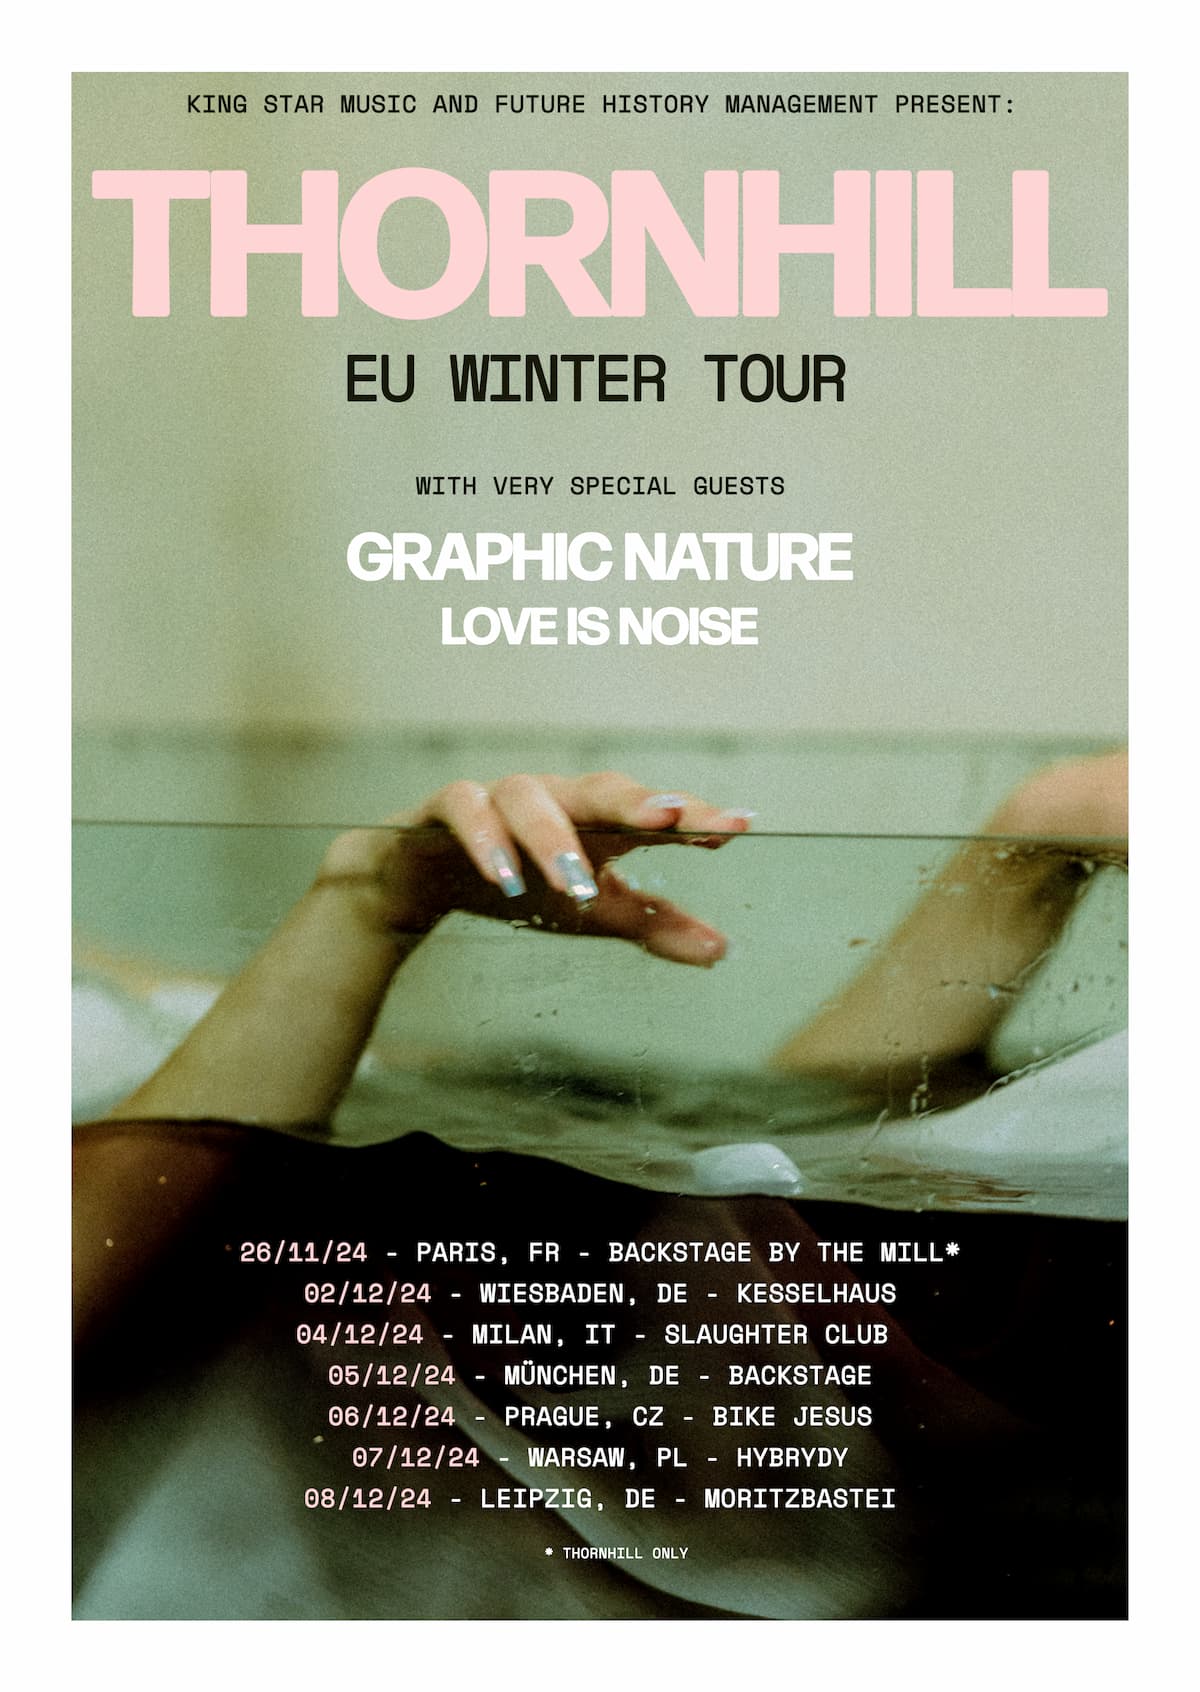 KING STAR MUSIC AND FUTURE HISTORY MANAGEMENT PRESENT:
THORNHILL
EU WINTER TOUR
WITH VERY SPECIAL GUESTS
GRAPHIC NATURE
LOVE IS NOISE
26/11/24 - PARIS, FR - BACKSTAGE BY THE MILL*
02/12/24 - WIESBADEN, DE - KESSELHAUS
04/12/24 - MILAN, IT - SLAUGHTER CLUB
05/12/24 - MÜNCHEN, DE - BACKSTAGE
06/12/24 - PRAGUE, CZ - BIKE JESUS
07/12/24 - WARSAW, PL - HYBRYDY
08/12/24 - LEIPZIG, DE - MORITZBASTEI
* THORNHILL ONLY